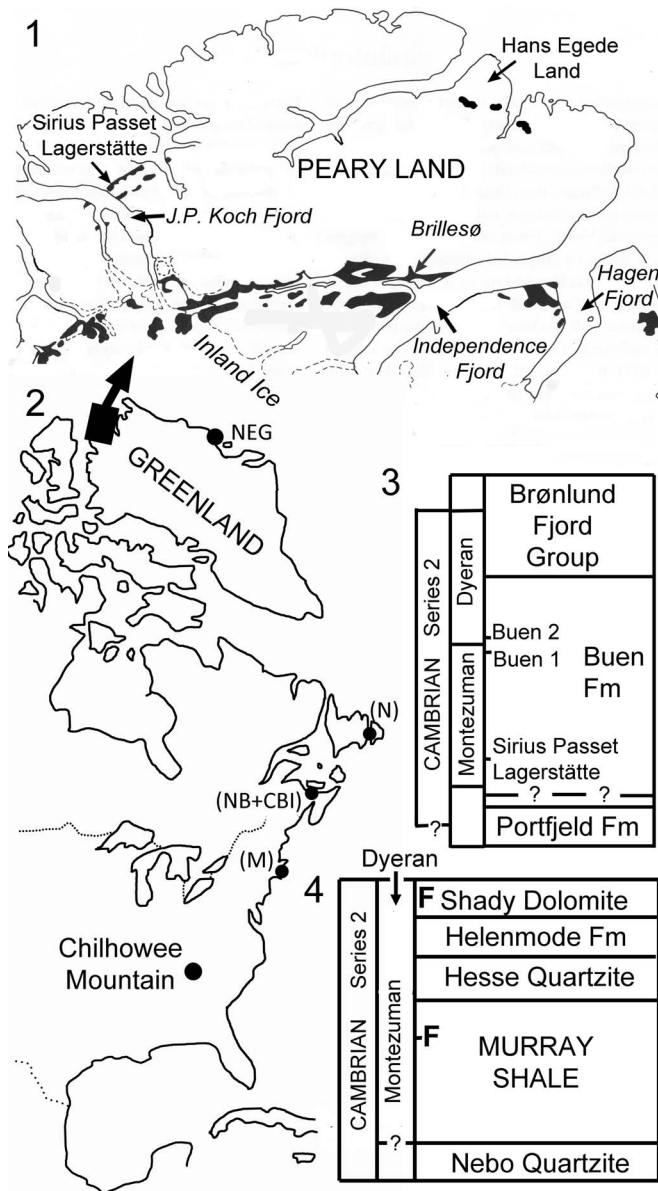 1
Hans Egede
Land
Sirius Passet
Lagerstätte
PEARY LAND
J.P. Koch Fjord
Brillesø
Hagen
Fjord
Inland Ice
Independence
Fjord
2
NEG
GREENLAND
(N)
(NB+CBI)
(M)
Chilhowee
Mountain
3
CAMBRIAN Series 2
Dyeran
Montezuman
Brønlund
Fjord
Group
Buen 2
Buen 1
Buen
Fm
Sirius Passet
Lagerstätte
? ?
?
Portfjeld Fm
4
Dyeran
CAMBRIAN Series 2
Montezuman
F Shady Dolomite
Helenmode Fm
Hesse Quartzite
F
MURRAY
SHALE
?
Nebo Quartzite